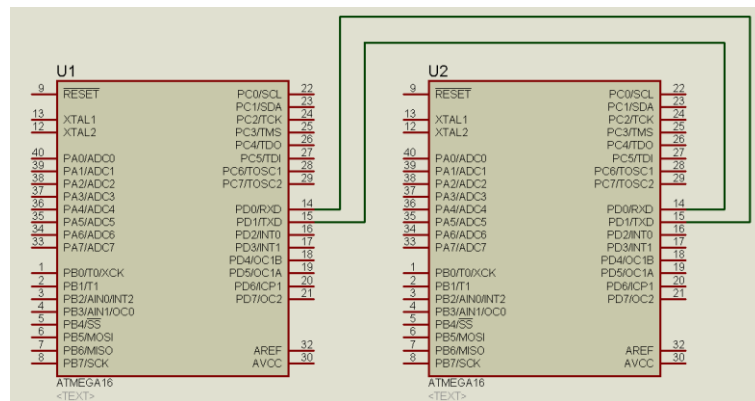 U1
9 RESET
13 XTAL1
12 XTAL2
40 PA0/ADC0
39 PA1/ADC1
38 PA2/ADC2
37 PA3/ADC3
36 PA4/ADC4
35 PA5/ADC5
34 PA6/ADC6
33 PA7/ADC7
1 PB0/T0/XCK
2 PB1/T1
3 PB2/AIN0/INT2
4 PB3/AIN1/OC0
5 PB4/SS
6 PB5/MOSI
7 PB6/MISO
8 PB7/SCK
PC0/SCL 22
PC1/SDA 23
PC2/TCK 24
PC3/TMS 25
PC4/TDO 26
PC5/TDI 27
PC6/TOSC1 28
PC7/TOSC2 29
PD0/RXD 14
PD1/TXD 15
PD2/INT0 16
PD3/INT1 17
PD4/OC1B 18
PD5/OC1A 19
PD6/ICP1 20
PD7/OC2 21
AREF 32
AVCC 30
ATMEGA16
<TEXT>
U2
9 RESET
13 XTAL1
12 XTAL2
40 PA0/ADC0
39 PA1/ADC1
38 PA2/ADC2
37 PA3/ADC3
36 PA4/ADC4
35 PA5/ADC5
34 PA6/ADC6
33 PA7/ADC7
1 PB0/T0/XCK
2 PB1/T1
3 PB2/AIN0/INT2
4 PB3/AIN1/OC0
5 PB4/SS
6 PB5/MOSI
7 PB6/MISO
8 PB7/SCK
PC0/SCL 22
PC1/SDA 23
PC2/TCK 24
PC3/TMS 25
PC4/TDO 26
PC5/TDI 27
PC6/TOSC1 28
PC7/TOSC2 29
PD0/RXD 14
PD1/TXD 15
PD2/INT0 16
PD3/INT1 17
PD4/OC1B 18
PD5/OC1A 19
PD6/ICP1 20
PD7/OC2 21
AREF 32
AVCC 30
ATMEGA16
<TEXT>